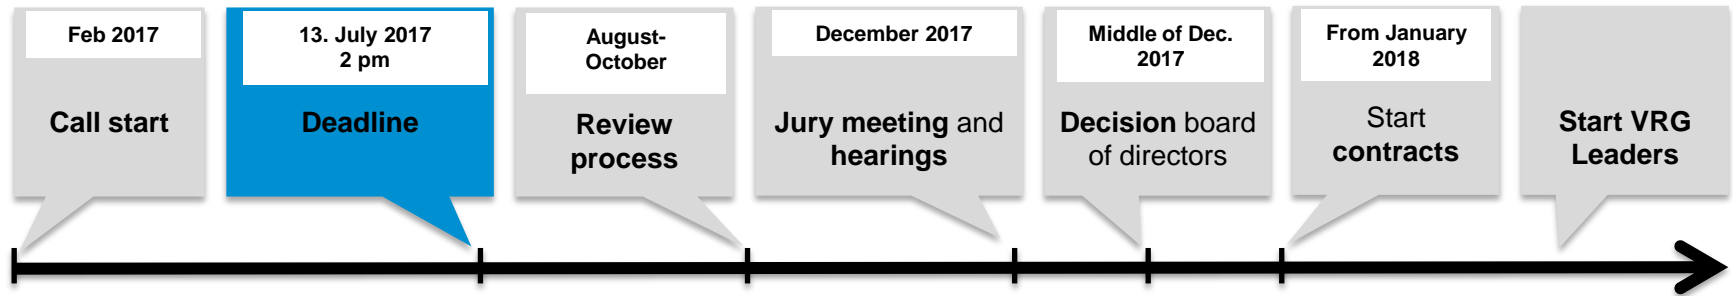 Feb 2017
Call start
13. July 2017
2 pm
Deadline
August-
October
Review
process
December 2017
Jury meeting and
hearings
Middle of Dec.
2017
Decision board
of directors
From January
2018
Start
contracts
Start VRG
Leaders